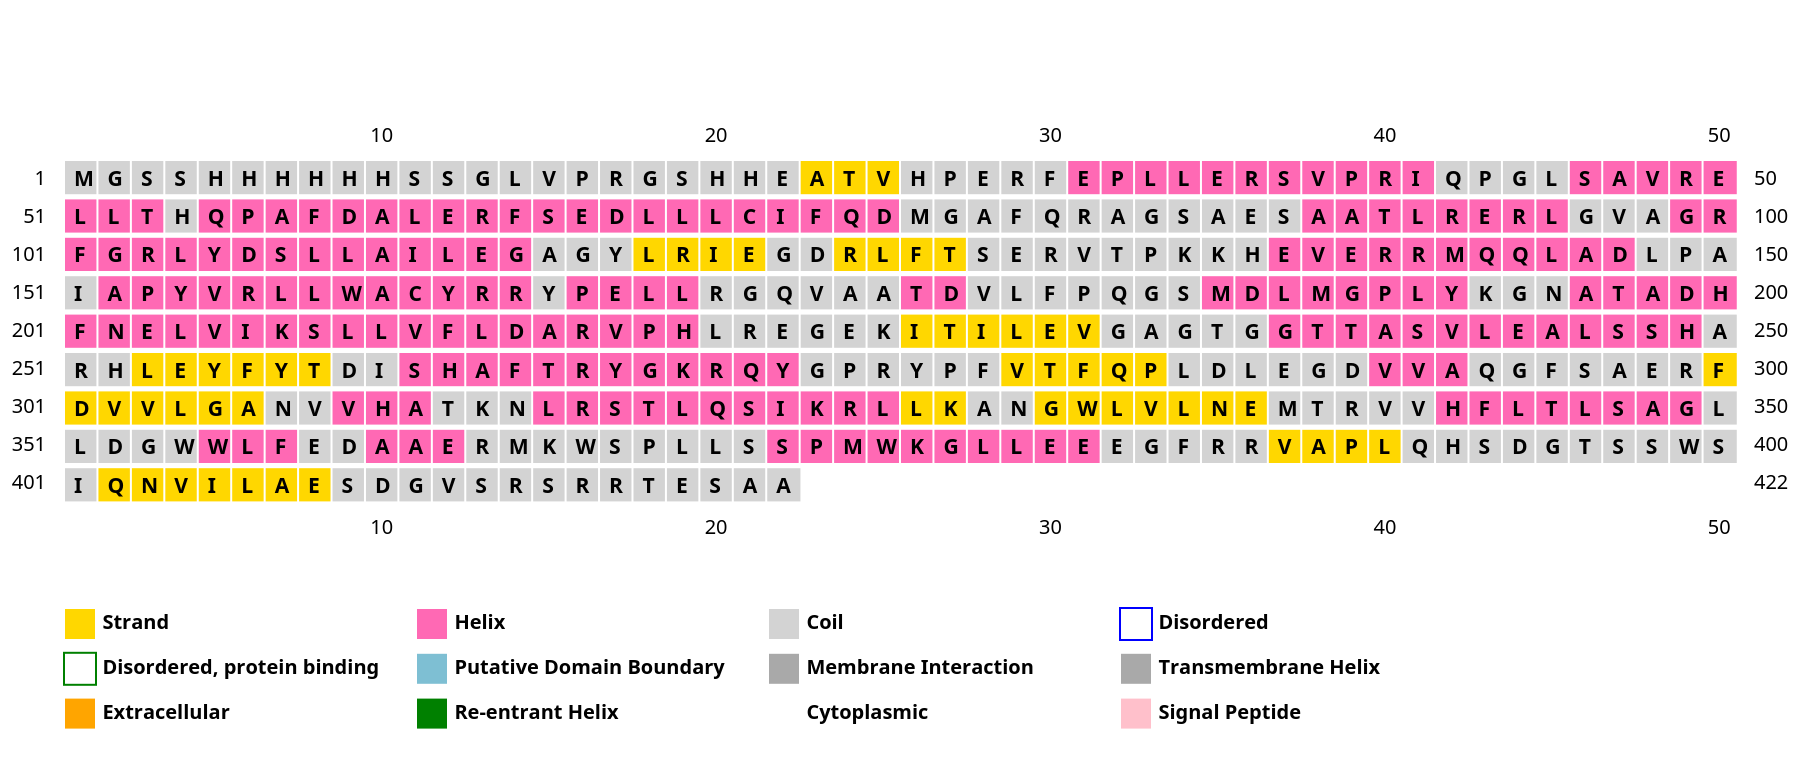 10 20 30 40 50
1 M G S S H H H H H H S S G L V P R G S H H E A T V H P E R F E P L L E R S V P R I Q P G L S A V R E 50
51 L L T H Q P A F D A L E R F S E D L L L C I F Q D M G A F Q R A G S A E S A A T L R E R L G V A G R 100
101 F G R L Y D S L L A I L E G A G Y L R I E G D R L F T S E R V T P K K H E V E R R M Q Q L A D L P A 150
151 I A P Y V R L L W A C Y R R Y P E L L R G Q V A A T D V L F P Q G S M D L M G P L Y K G N A T A D H 200
201 F N E L V I K S L L V F L D A R V P H L R E G E K I T I L E V G A G T G G T T A S V L E A L S S H A 250
251 R H L E Y F Y T D I S H A F T R Y G K R Q Y G P R Y P F V T F Q P L D L E G D V V A Q G F S A E R F 300
301 D V V L G A N V V H A T K N L R S T L Q S I K R L L K A N G W L V L N E M T R V V H F L T L S A G L 350
351 L D G W W L F E D A A E R M K W S P L L S S P M W K G L L E E E G F R R V A P L Q H S D G T S S W S 400
401 I Q N V I L A E S D G V S R S R R T E S A A 422
10 20 30 40 50
Strand Helix Coil Disordered
Disordered, protein binding Putative Domain Boundary Membrane Interaction Transmembrane Helix
Extracellular Re-entrant Helix Cytoplasmic Signal Peptide